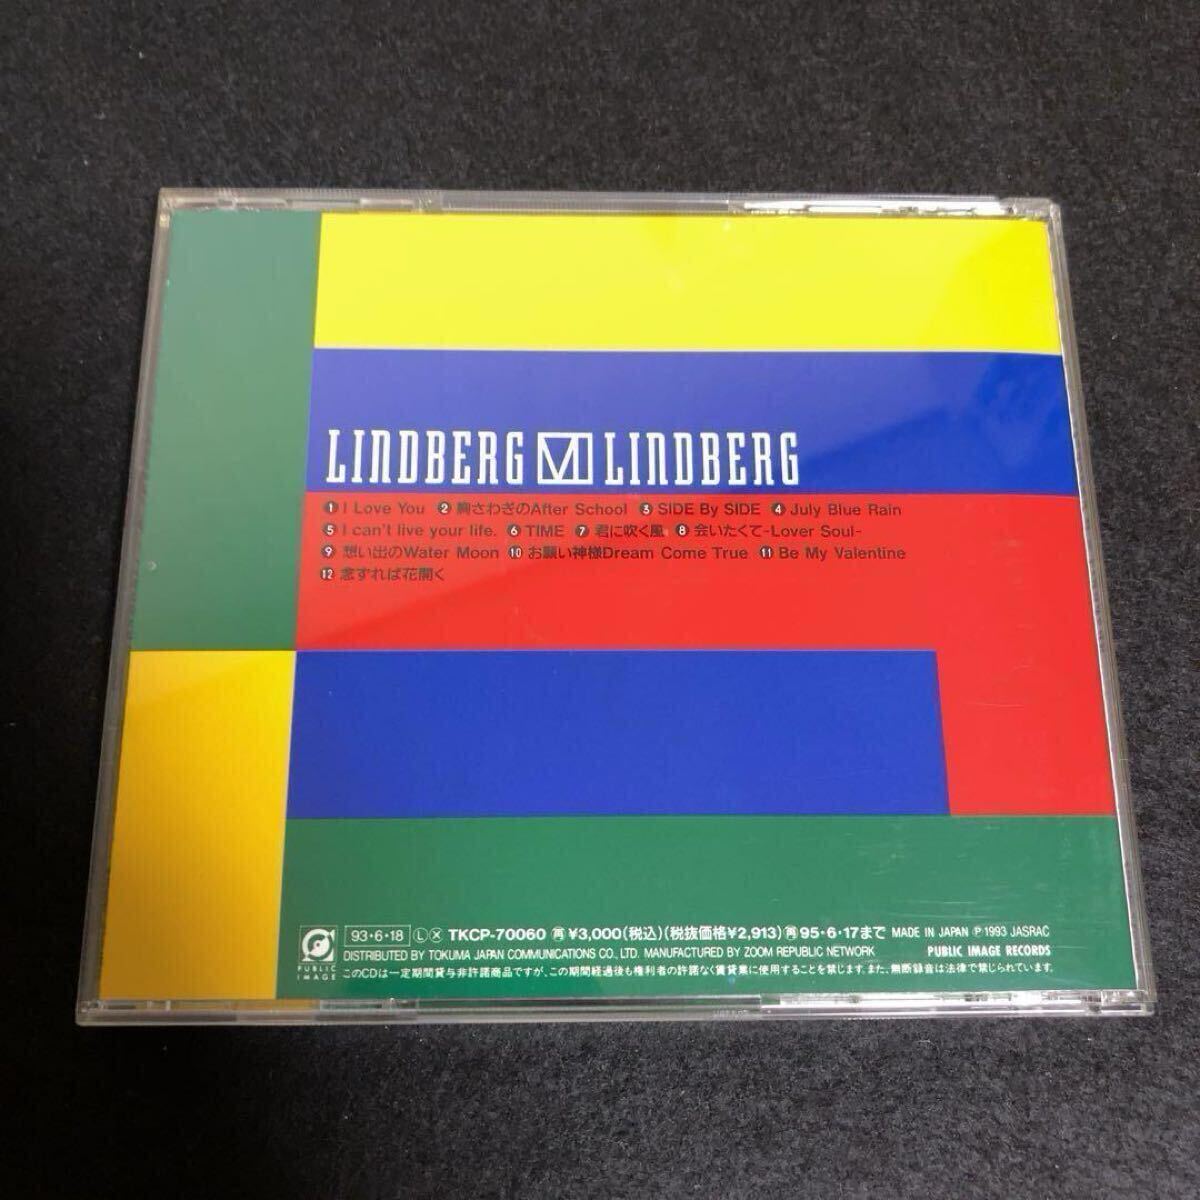 LINDBERG VI LINDBERG
❶ I Love You ❷ 胸さわぎのAfter School ❸ SIDE By SIDE ❹ July Blue Rain
❺ I can't live your life. ❻ TIME ❼ 君に吹く風 ❽ 会いたくて-Lover Soul-
❾ 想い出のWater Moon ❿ お願い神様Dream Come True ⓫ Be My Valentine
⓬ 念ずれば花開く
PUBLIC
IMAGE
93・6・18 Ⓛ Ⓧ TKCP-70060 ㊢ ¥3,000(税込)(税抜価格¥2,913) ㊢ 95・6・17まで MADE IN JAPAN Ⓟ 1993 JASRAC
DISTRIBUTED BY TOKUMA JAPAN COMMUNICATIONS CO., LTD. MANUFACTURED BY ZOOM REPUBLIC NETWORK PUBLIC IMAGE RECORDS
このCDは一定期間貸与非許諾商品ですが、この期間経過後も権利者の許諾なく賃貸業に使用することを禁じます。また、無断録音は法律で禁じられています。